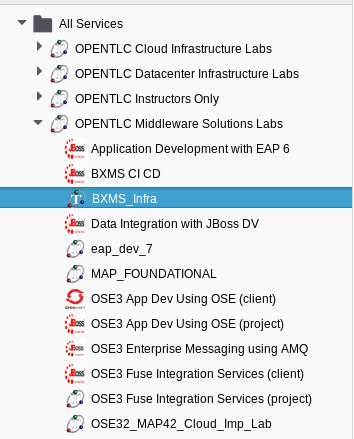 All Services
OPENTLC Cloud Infrastructure Labs
OPENTLC Datacenter Infrastructure Labs
OPENTLC Instructors Only
OPENTLC Middleware Solutions Labs
Application Development with EAP 6
BXMS CI CD
BXMS_Infra
Data Integration with JBoss DV
eap_dev_7
MAP_FOUNDATIONAL
OSE3 App Dev Using OSE (client)
OSE3 App Dev Using OSE (project)
OSE3 Enterprise Messaging using AMQ
OSE3 Fuse Integration Services (client)
OSE3 Fuse Integration Services (project)
OSE32_MAP42_Cloud_Imp_Lab